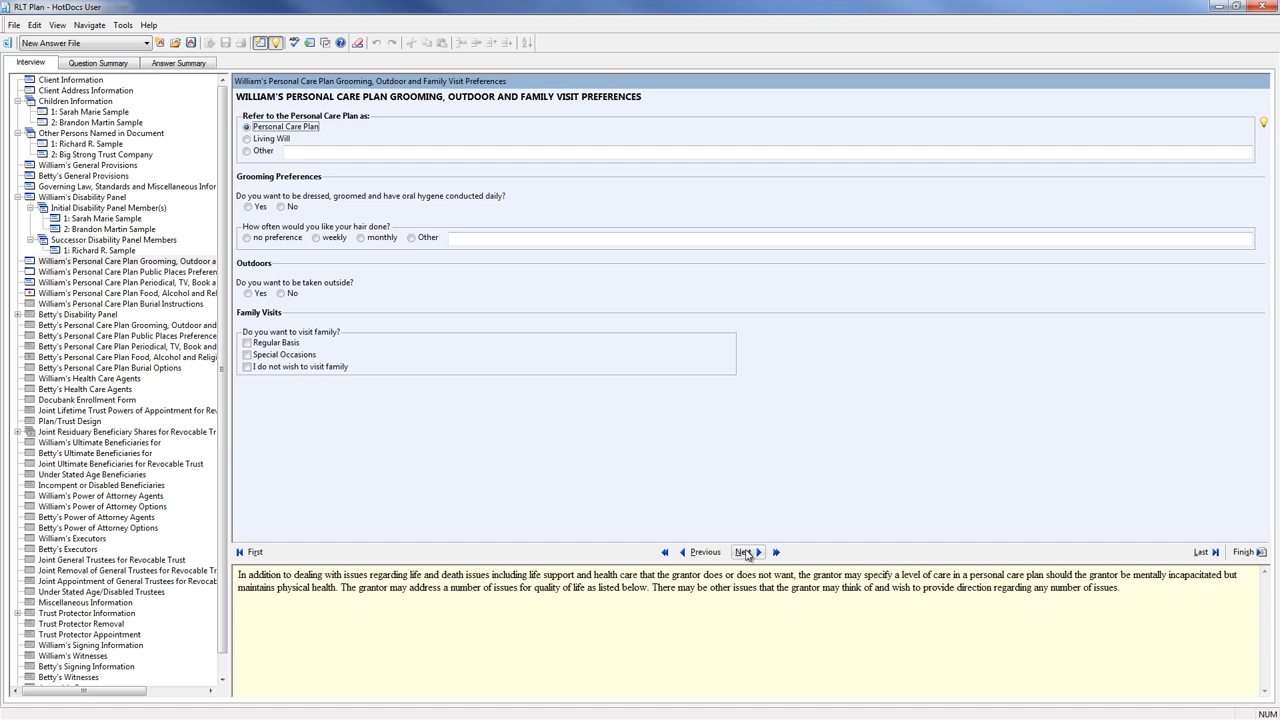 RLT Plan - HotDocs User
File Edit View Navigate Tools Help
New Answer File
Interview Question Summary Answer Summary
Client Information
Client Address Information
Children Information
1: Sarah Marie Sample
2: Brandon Martin Sample
Other Persons Named in Document
1: Richard R. Sample
2: Big Strong Trust Company
William's General Provisions
Betty's General Provisions
Governing Law, Standards and Miscellaneous Infor
William's Disability Panel
Initial Disability Panel Member(s)
1: Sarah Marie Sample
2: Brandon Martin Sample
Successor Disability Panel Members
1: Richard R. Sample
William's Personal Care Plan Grooming, Outdoor a
William's Personal Care Plan Public Places Preferen
William's Personal Care Plan Periodical, TV, Book a
William's Personal Care Plan Food, Alcohol and Rel
William's Personal Care Plan Burial Instructions
Betty's Disability Panel
Betty's Personal Care Plan Grooming, Outdoor and
Betty's Personal Care Plan Public Places Preference
Betty's Personal Care Plan Periodical, TV, Book and
Betty's Personal Care Plan Food, Alcohol and Religi
Betty's Personal Care Plan Burial Options
William's Health Care Agents
Betty's Health Care Agents
Docubank Enrollment Form
Joint Lifetime Trust Powers of Appointment for Rev
Plan/Trust Design
Joint Residuary Beneficiary Shares for Revocable Tr
William's Ultimate Beneficiaries for
Betty's Ultimate Beneficiaries for
Joint Ultimate Beneficiaries for Revocable Trust
Under Stated Age Beneficiaries
Incompent or Disabled Beneficiaries
William's Power of Attorney Agents
William's Power of Attorney Options
Betty's Power of Attorney Agents
Betty's Power of Attorney Options
William's Executors
Betty's Executors
Joint General Trustees for Revocable Trust
Joint Removal of General Trustees for Revocable T
Joint Appointment of General Trustees for Revocab
Under Stated Age/Disabled Trustees
Miscellaneous Information
Trust Protector Information
Trust Protector Removal
Trust Protector Appointment
William's Signing Information
William's Witnesses
Betty's Signing Information
Betty's Witnesses
William's Personal Care Plan Grooming, Outdoor and Family Visit Preferences
WILLIAM'S PERSONAL CARE PLAN GROOMING, OUTDOOR AND FAMILY VISIT PREFERENCES
Refer to the Personal Care Plan as:
Personal Care Plan
Living Will
Other
Grooming Preferences
Do you want to be dressed, groomed and have oral hygene conducted daily?
Yes No
How often would you like your hair done?
no preference weekly monthly Other
Outdoors
Do you want to be taken outside?
Yes No
Family Visits
Do you want to visit family?
Regular Basis
Special Occasions
I do not wish to visit family
First Previous Next Last Finish
In addition to dealing with issues regarding life and death issues including life support and health care that the grantor does or does not want, the grantor may specify a level of care in a personal care plan should the grantor be mentally incapacitated but
maintains physical health. The grantor may address a number of issues for quality of life as listed below. There may be other issues that the grantor may think of and wish to provide direction regarding any number of issues.
NUM